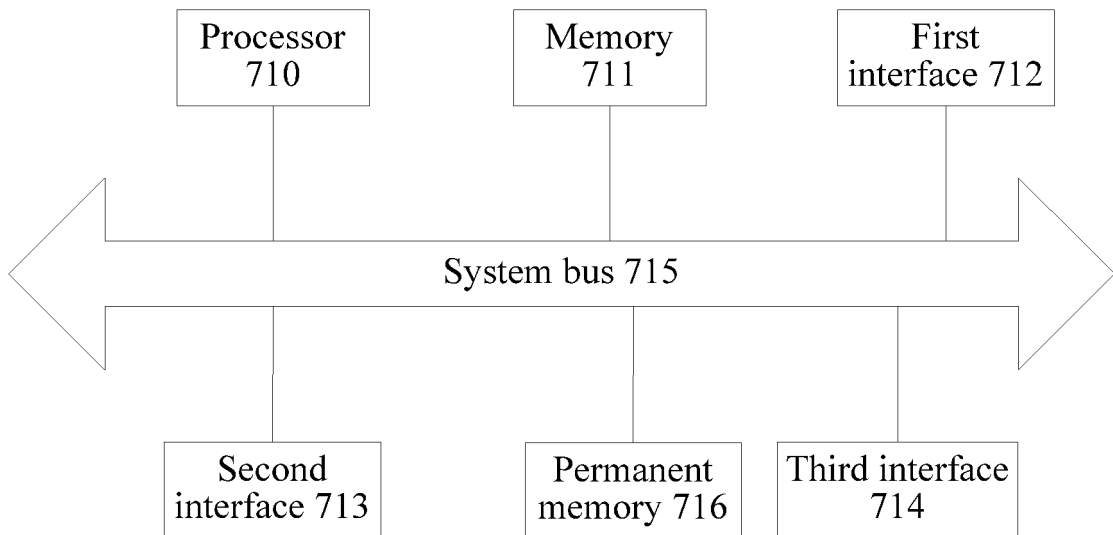 Processor
710
Memory
711
First
interface 712
System bus 715
Second
interface 713
Permanent
memory 716
Third interface
714